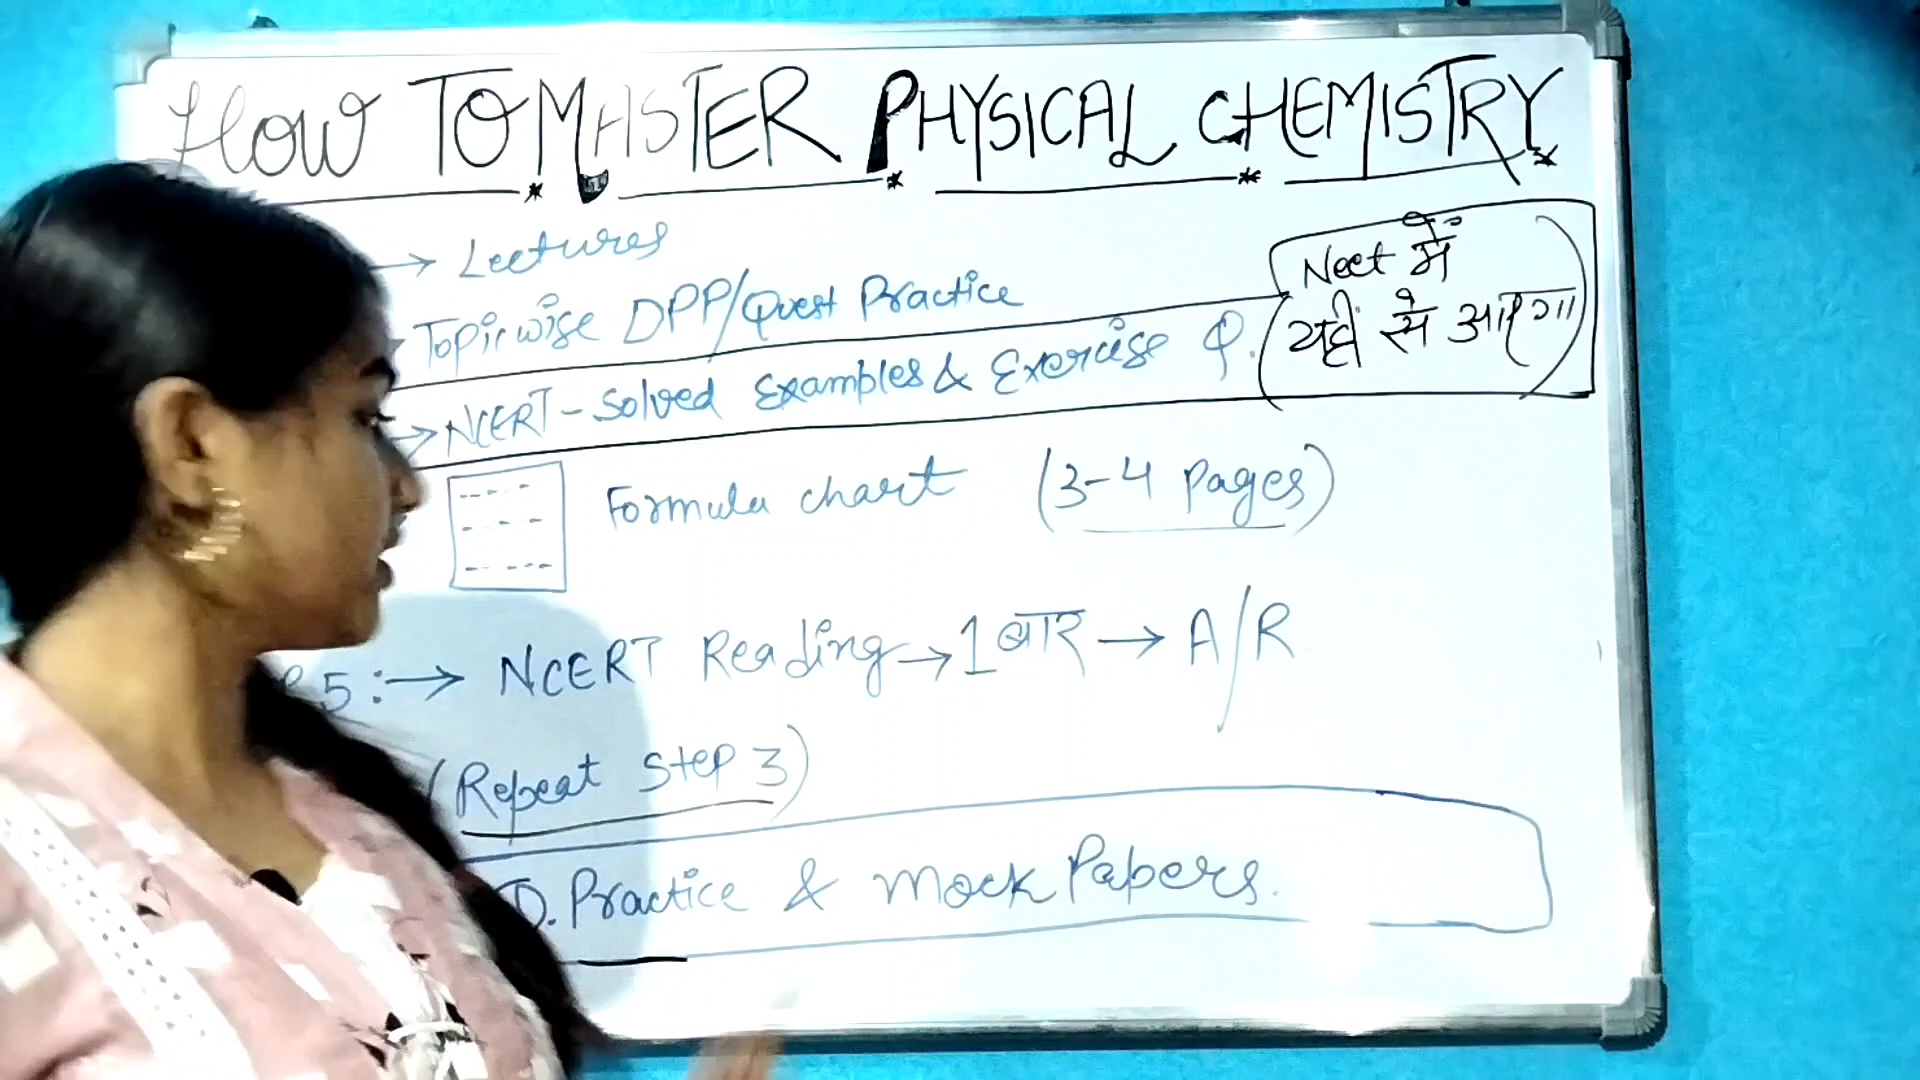 How TO MASTER PHYSICAL CHEMISTRY
→ Lectures
Topicwise DPP/Quest Practice
→ NCERT - Solved Examples & Exercise Q.
Neet में
यही से आएगा
Formula chart (3-4 Pages)
5 :→ NCERT Reading → 1 बार → A/R
(Repeat Step 3)
Q. Practice & Mock Papers.